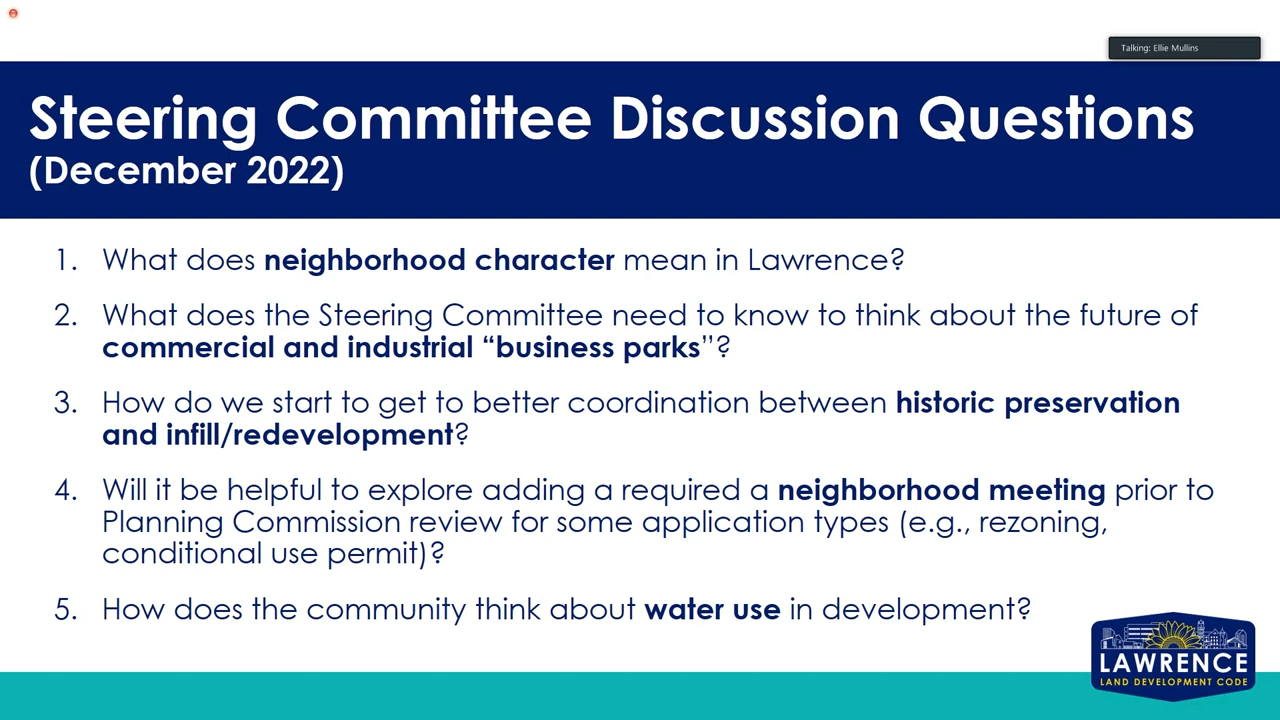 Talking: Ellie Mullins
Steering Committee Discussion Questions
(December 2022)
1. What does neighborhood character mean in Lawrence?
2. What does the Steering Committee need to know to think about the future of
commercial and industrial “business parks”?
3. How do we start to get to better coordination between historic preservation
and infill/redevelopment?
4. Will it be helpful to explore adding a required a neighborhood meeting prior to
Planning Commission review for some application types (e.g., rezoning,
conditional use permit)?
5. How does the community think about water use in development?
LAWRENCE
LAND DEVELOPMENT CODE